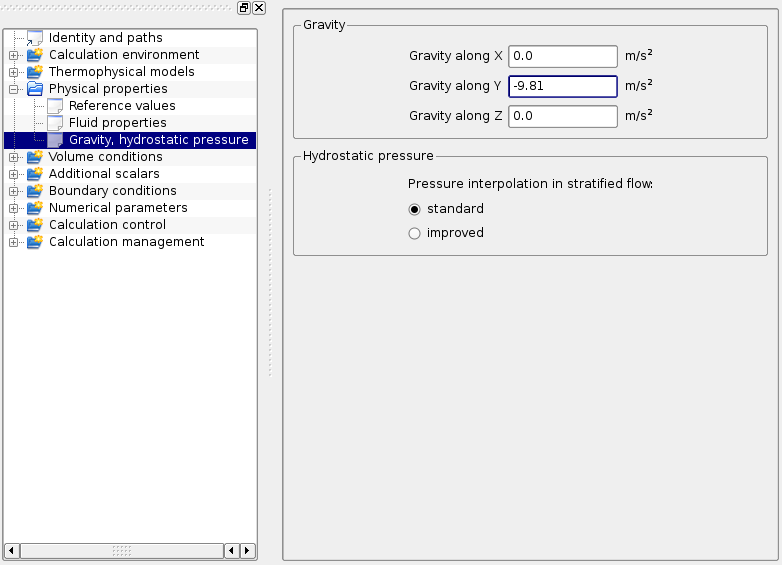 Identity and paths
Calculation environment
Thermophysical models
Physical properties
Reference values
Fluid properties
Gravity, hydrostatic pressure
Volume conditions
Additional scalars
Boundary conditions
Numerical parameters
Calculation control
Calculation management
Gravity
Gravity along X 0.0 m/s²
Gravity along Y -9.81 m/s²
Gravity along Z 0.0 m/s²
Hydrostatic pressure
Pressure interpolation in stratified flow:
standard
improved